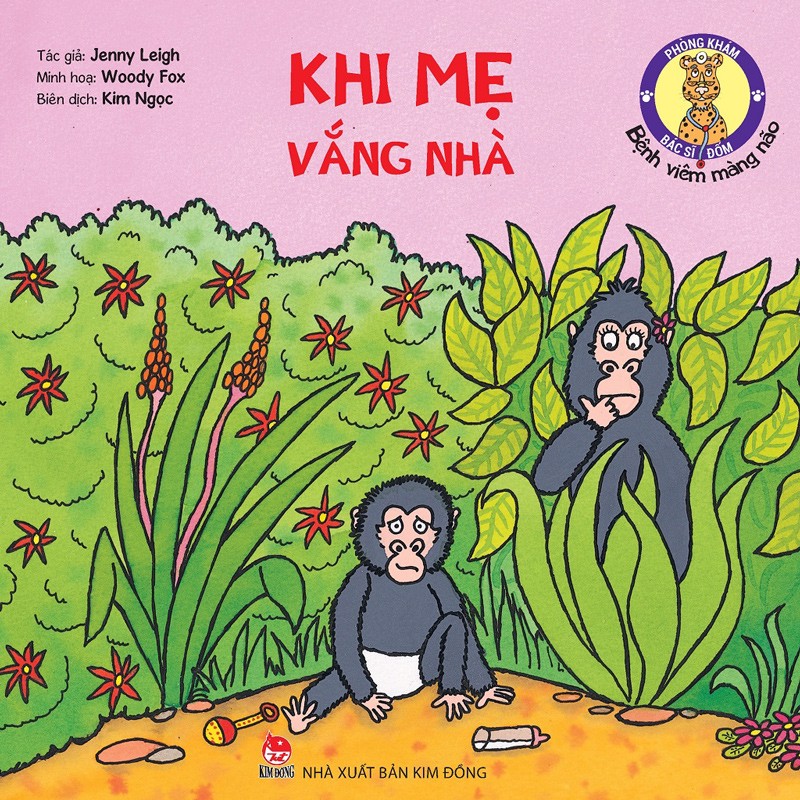 Tác giả: Jenny Leigh
Minh hoạ: Woody Fox
Biên dịch: Kim Ngọc
KHI MẸ
VẮNG NHÀ
PHÒNG KHÁM
BÁC SĨ ĐỐM
Bệnh viêm màng não
KIM ĐỒNG
NHÀ XUẤT BẢN KIM ĐỒNG